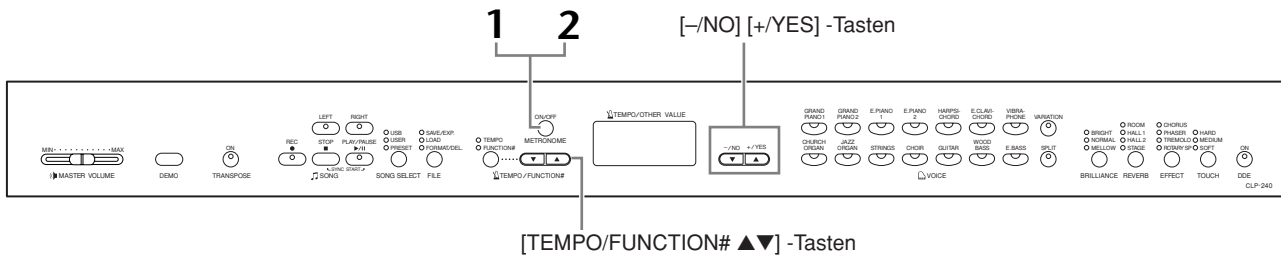 1 2
[–/NO] [+/YES] -Tasten
MIN MAX
MASTER VOLUME
DEMO
ON
TRANSPOSE
LEFT RIGHT
REC STOP PLAY/PAUSE
SYNC START
SONG
USB
USER
PRESET
SONG SELECT
SAVE/EXP.
LOAD
FORMAT/DEL.
FILE
TEMPO
FUNCTION#
TEMPO/FUNCTION#
ON/OFF
METRONOME
TEMPO/OTHER VALUE
–/NO +/YES
GRAND PIANO 1
GRAND PIANO 2
E.PIANO 1
E.PIANO 2
HARPSI-CHORD
E.CLAVI-CHORD
VIBRA-PHONE
VARIATION
CHURCH ORGAN
JAZZ ORGAN
STRINGS
CHOIR
GUITAR
WOOD BASS
E.BASS
SPLIT
VOICE
BRIGHT
NORMAL
MELLOW
BRILLIANCE
ROOM
HALL 1
HALL 2
STAGE
REVERB
CHORUS
PHASER
TREMOLO
ROTARY SP
EFFECT
HARD
MEDIUM
SOFT
TOUCH
ON
DDE
CLP-240
[TEMPO/FUNCTION# ▲▼] -Tasten